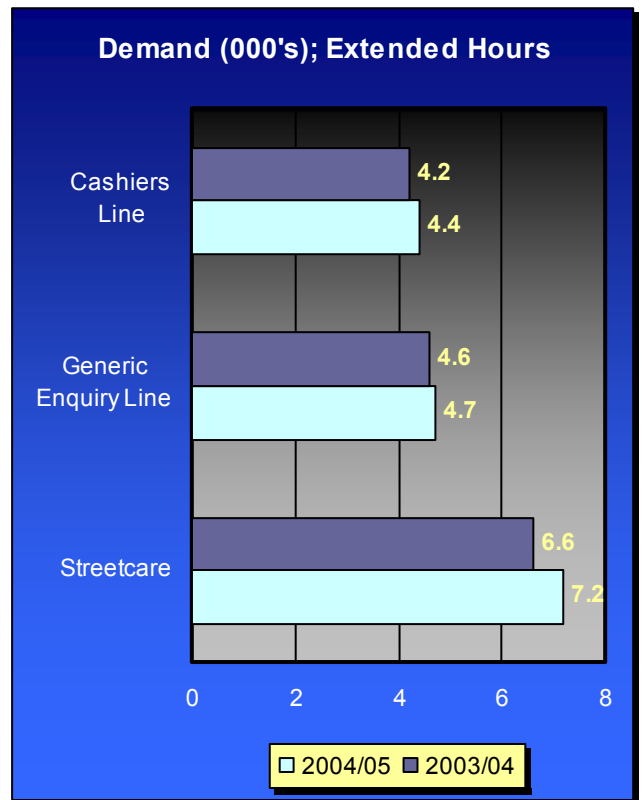 Demand (000's); Extended Hours
Cashiers
Line
4.2
4.4
Generic
Enquiry Line
4.6
4.7
Streetcare
6.6
7.2
0 2 4 6 8
2004/05 2003/04